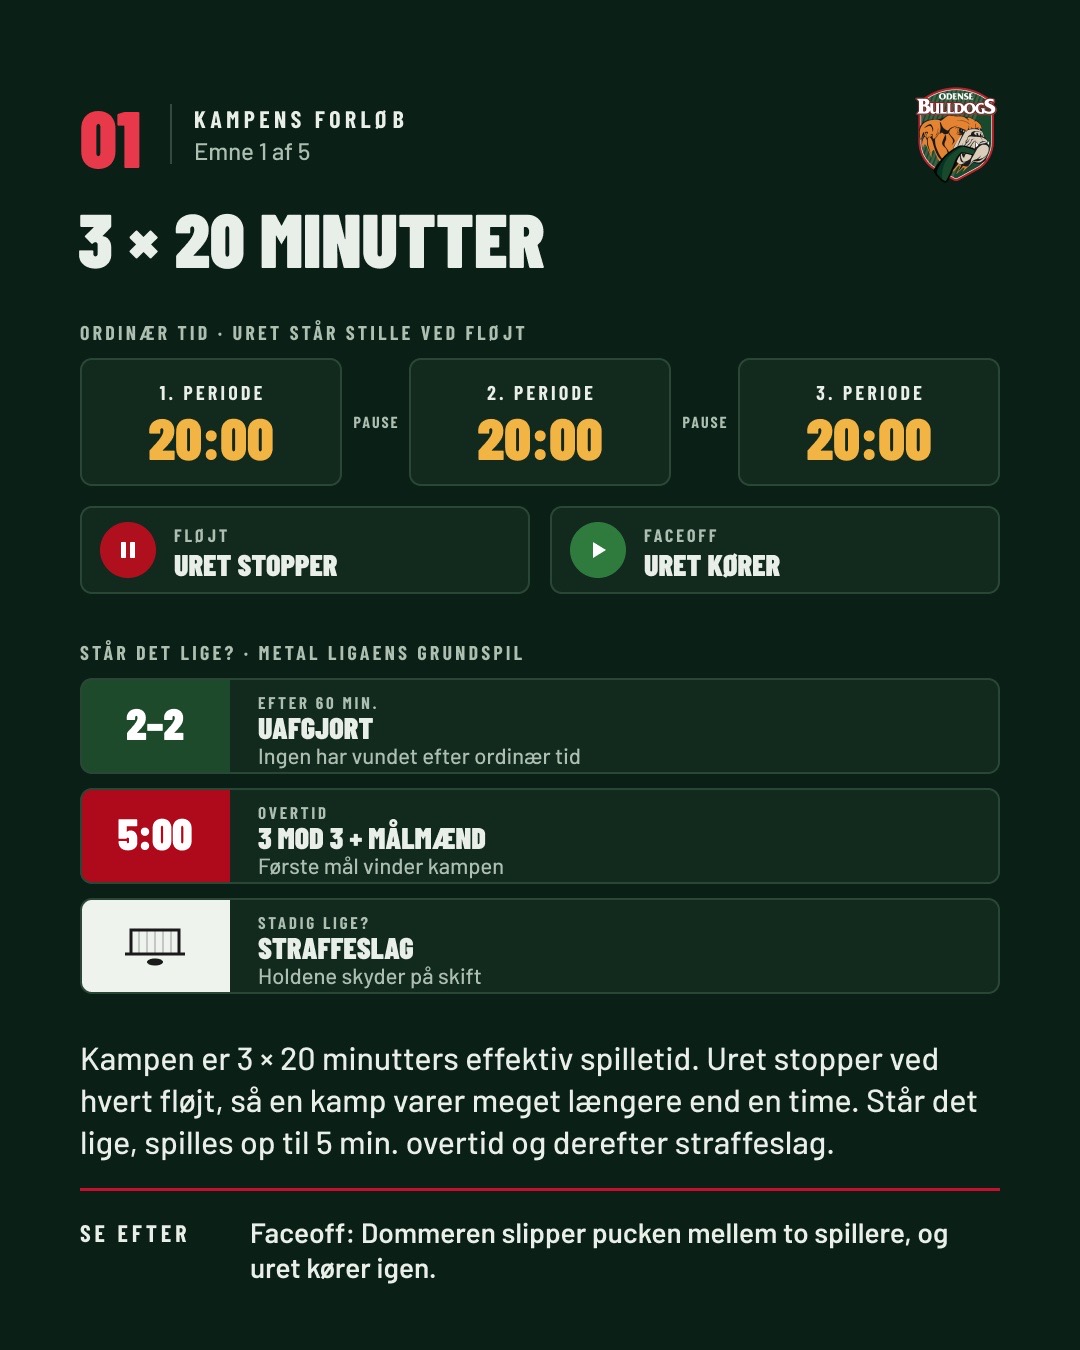 01
KAMPENS FORLØB
Emne 1 af 5
ODENSE
BULLDOGS
3 × 20 MINUTTER
ORDINÆR TID · URET STÅR STILLE VED FLØJT
1. PERIODE
20:00
PAUSE
2. PERIODE
20:00
PAUSE
3. PERIODE
20:00
FLØJT
URET STOPPER
FACEOFF
URET KØRER
STÅR DET LIGE? · METAL LIGAENS GRUNDSPIL
2–2
EFTER 60 MIN.
UAFGJORT
Ingen har vundet efter ordinær tid
5:00
OVERTID
3 MOD 3 + MÅLMÆND
Første mål vinder kampen
STADIG LIGE?
STRAFFESLAG
Holdene skyder på skift
Kampen er 3 × 20 minutters effektiv spilletid. Uret stopper ved
hvert fløjt, så en kamp varer meget længere end en time. Står det
lige, spilles op til 5 min. overtid og derefter straffeslag.
SE EFTER
Faceoff: Dommeren slipper pucken mellem to spillere, og
uret kører igen.